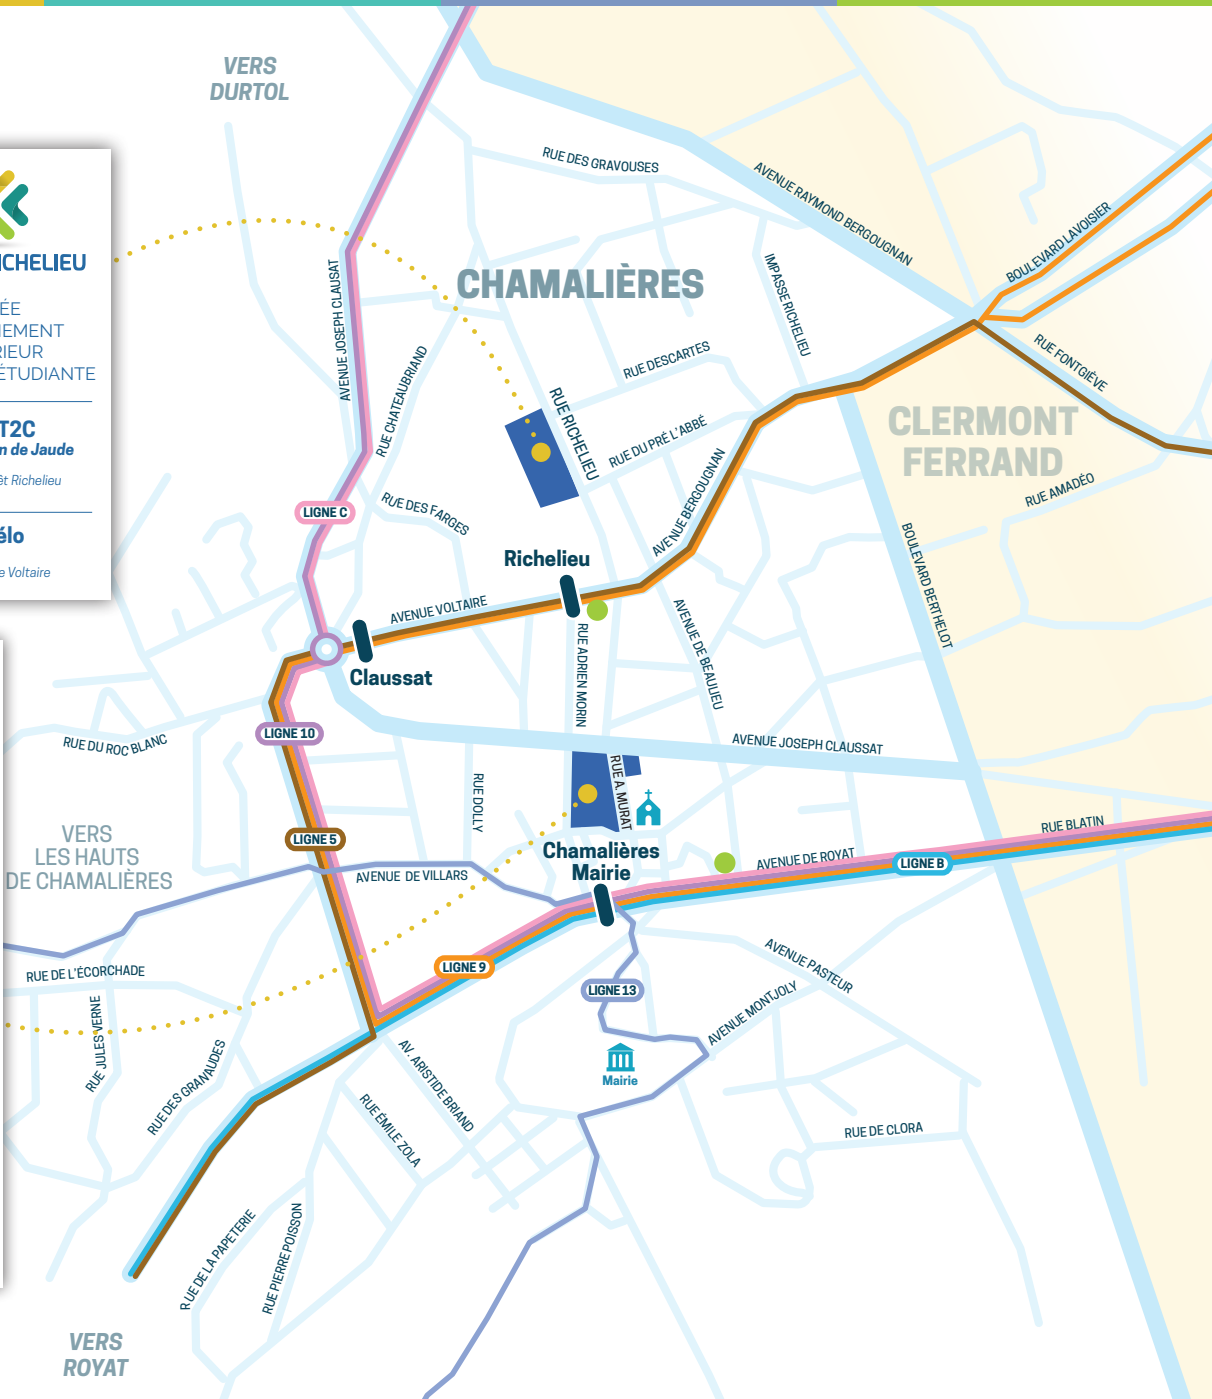 VERS
DURTOL
RUE DES GRAVOUSES
AVENUE RAYMOND BERGOUGNAN
BOULEVARD LAVOISIER
ICHELIEU
CHAMALIÈRES
AVENUE JOSEPH CLAUSSAT
IMPASSE RICHELIEU
ÉE
EMENT
RIEUR
ÉTUDIANTE
RUE CHATEAUBRIAND
RUE DESCARTES
RUE FONTGIÈVE
T2C
n de Jaude
êt Richelieu
élo
e Voltaire
RUE RICHELIEU
RUE DU PRÉ L'ABBÉ
CLERMONT
FERRAND
RUE AMADÉO
LIGNE C
RUE DES FARGES
AVENUE BERGOUGNAN
BOULEVARD BERTHELOT
Richelieu
AVENUE VOLTAIRE
RUE ADRIEN MORIN
AVENUE DE BEAULIEU
Claussat
RUE DU ROC BLANC
LIGNE 10
AVENUE JOSEPH CLAUSSAT
RUE DOLLY
RUE A. MURAT
VERS
LES HAUTS
DE CHAMALIÈRES
LIGNE 5
Chamalières
Mairie
RUE BLATIN
AVENUE DE ROYAT
LIGNE B
AVENUE DE VILLARS
RUE DE L'ÉCORCHADE
LIGNE 9
LIGNE 13
AVENUE PASTEUR
AVENUE MONTJOLY
RUE JULES VERNE
RUE DES GRANAUDES
AV. ARISTIDE BRIAND
RUE ÉMILE ZOLA
Mairie
RUE DE CLORA
RUE DE LA PAPETERIE
RUE PIERRE POISSON
VERS
ROYAT